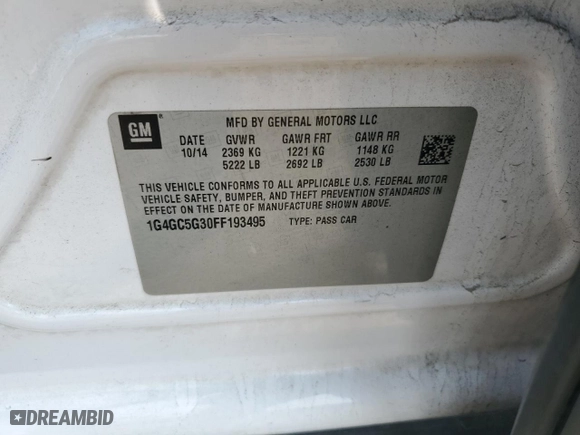 GM
MFD BY GENERAL MOTORS LLC
DATE GVWR GAWR FRT GAWR RR
10/14 2369 KG 1221 KG 1148 KG
5222 LB 2692 LB 2530 LB
THIS VEHICLE CONFORMS TO ALL APPLICABLE U.S. FEDERAL MOTOR
VEHICLE SAFETY, BUMPER, AND THEFT PREVENTION STANDARDS
IN EFFECT ON THE DATE OF MANUFACTURE SHOWN ABOVE.
1G4GC5G30FF193495 TYPE: PASS CAR
DREAMBID